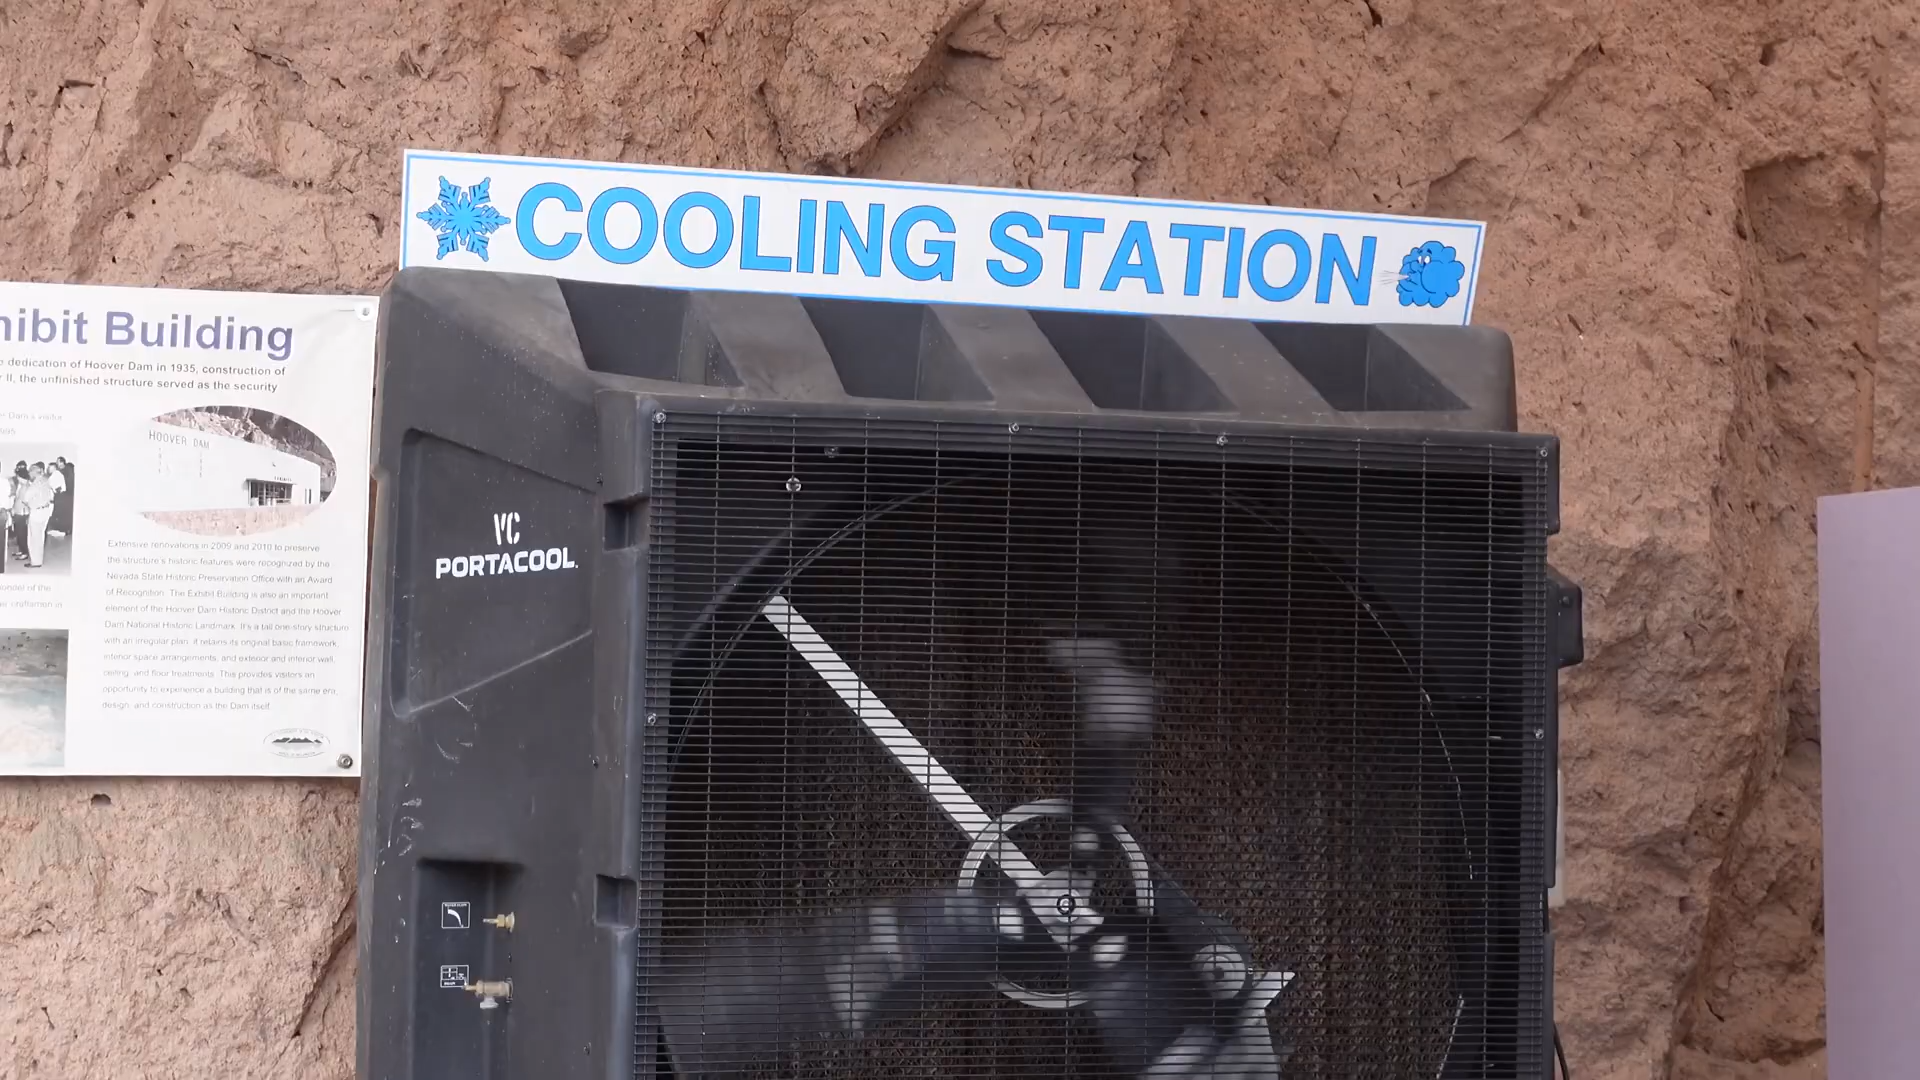 COOLING STATION
hibit Building
dedication of Hoover Dam in 1935, construction of
II, the unfinished structure served as the security
Dam's visitor
HOOVER DAM
Extensive renovations in 2009 and 2010 to preserve
the structure's historic features were recognized by the
Nevada State Historic Preservation Office with an Award
of Recognition. The Exhibit Building is also an important
element of the Hoover Dam Historic District and the Hoover
Dam National Historic Landmark. It's a tall one-story structure
with an irregular plan. It retains its original basic framework,
interior space arrangements, and exterior and interior wall,
ceiling, and floor treatments. This provides visitors an
opportunity to experience a building that is of the same era,
design, and construction as the Dam itself.
of the
craftsmen in
PORTACOOL